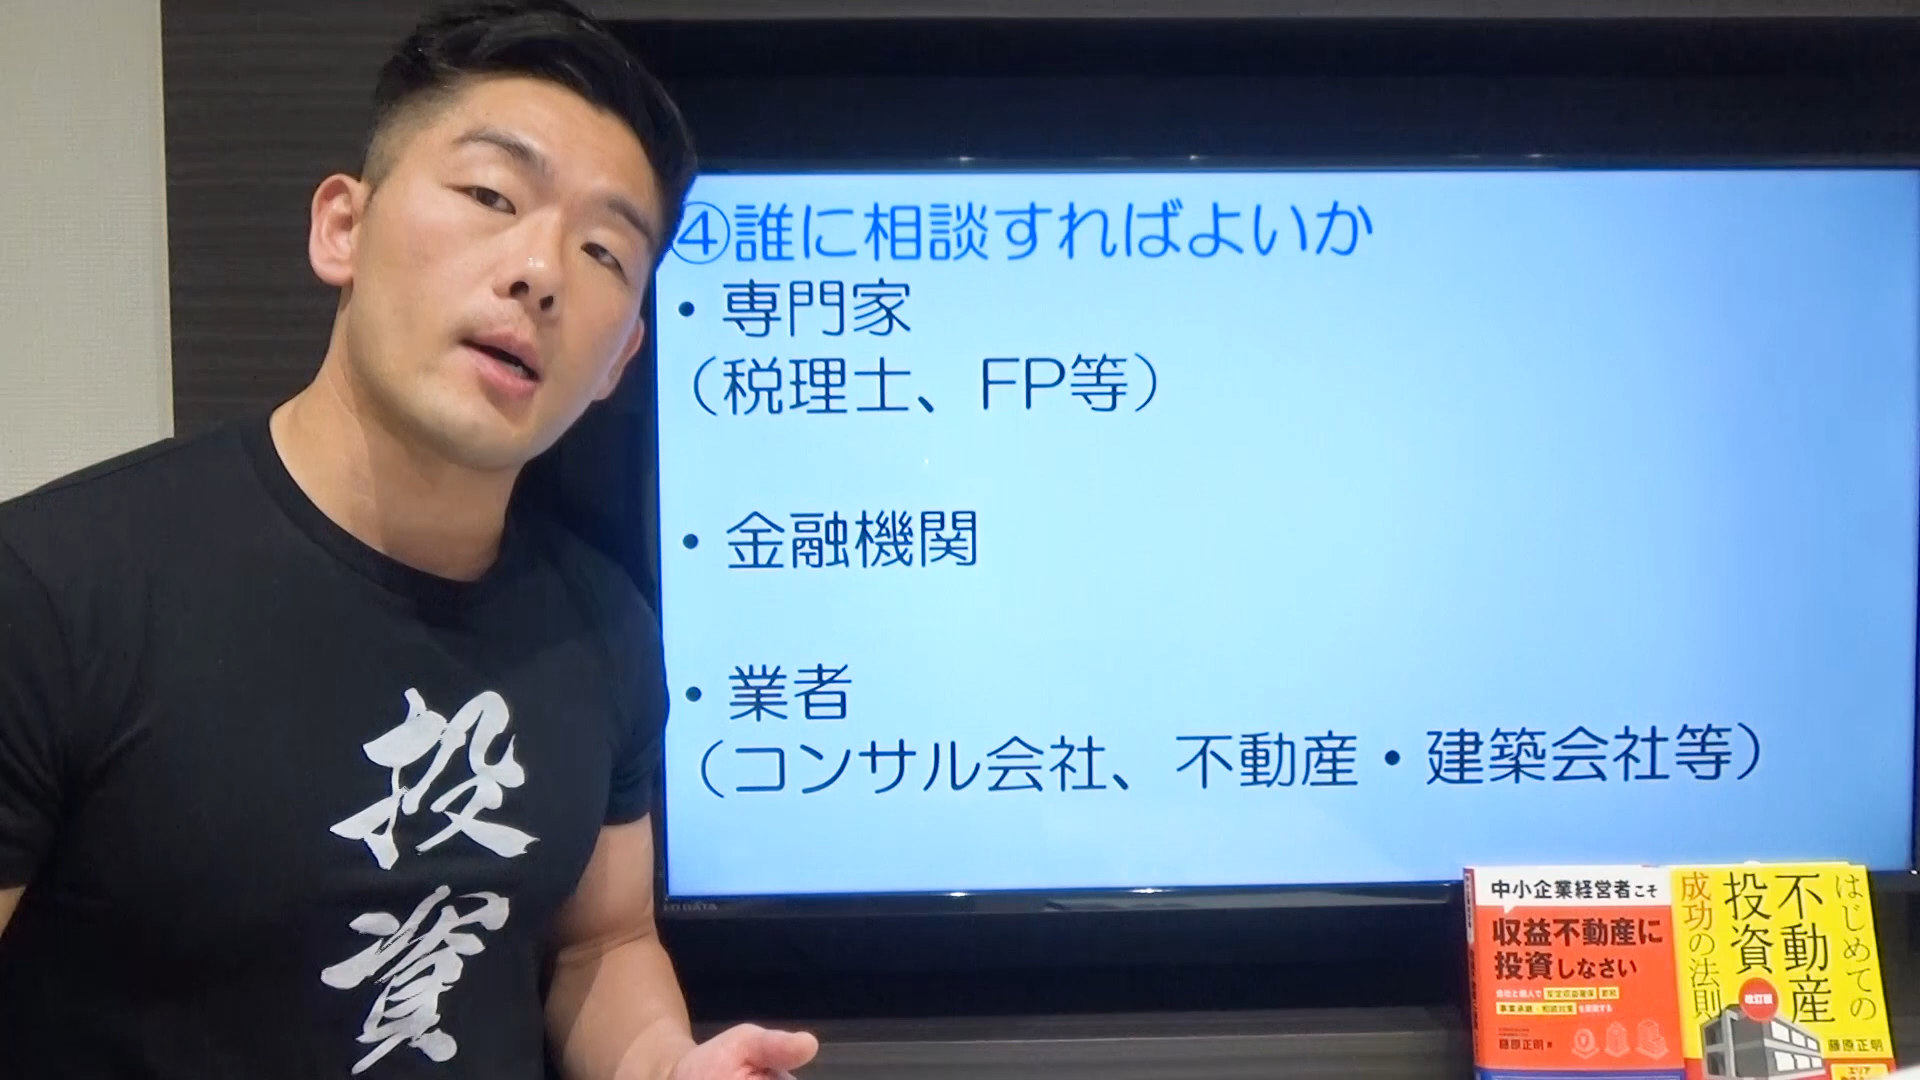 ④誰に相談すればよいか
・専門家
（税理士、FP等）
・金融機関
・業者
（コンサル会社、不動産・建築会社等）
投資
中小企業経営者こそ
収益不動産に
投資しなさい
藤原正明
はじめての
不動産
投資
成功の法則
改訂版
藤原正明
エリア